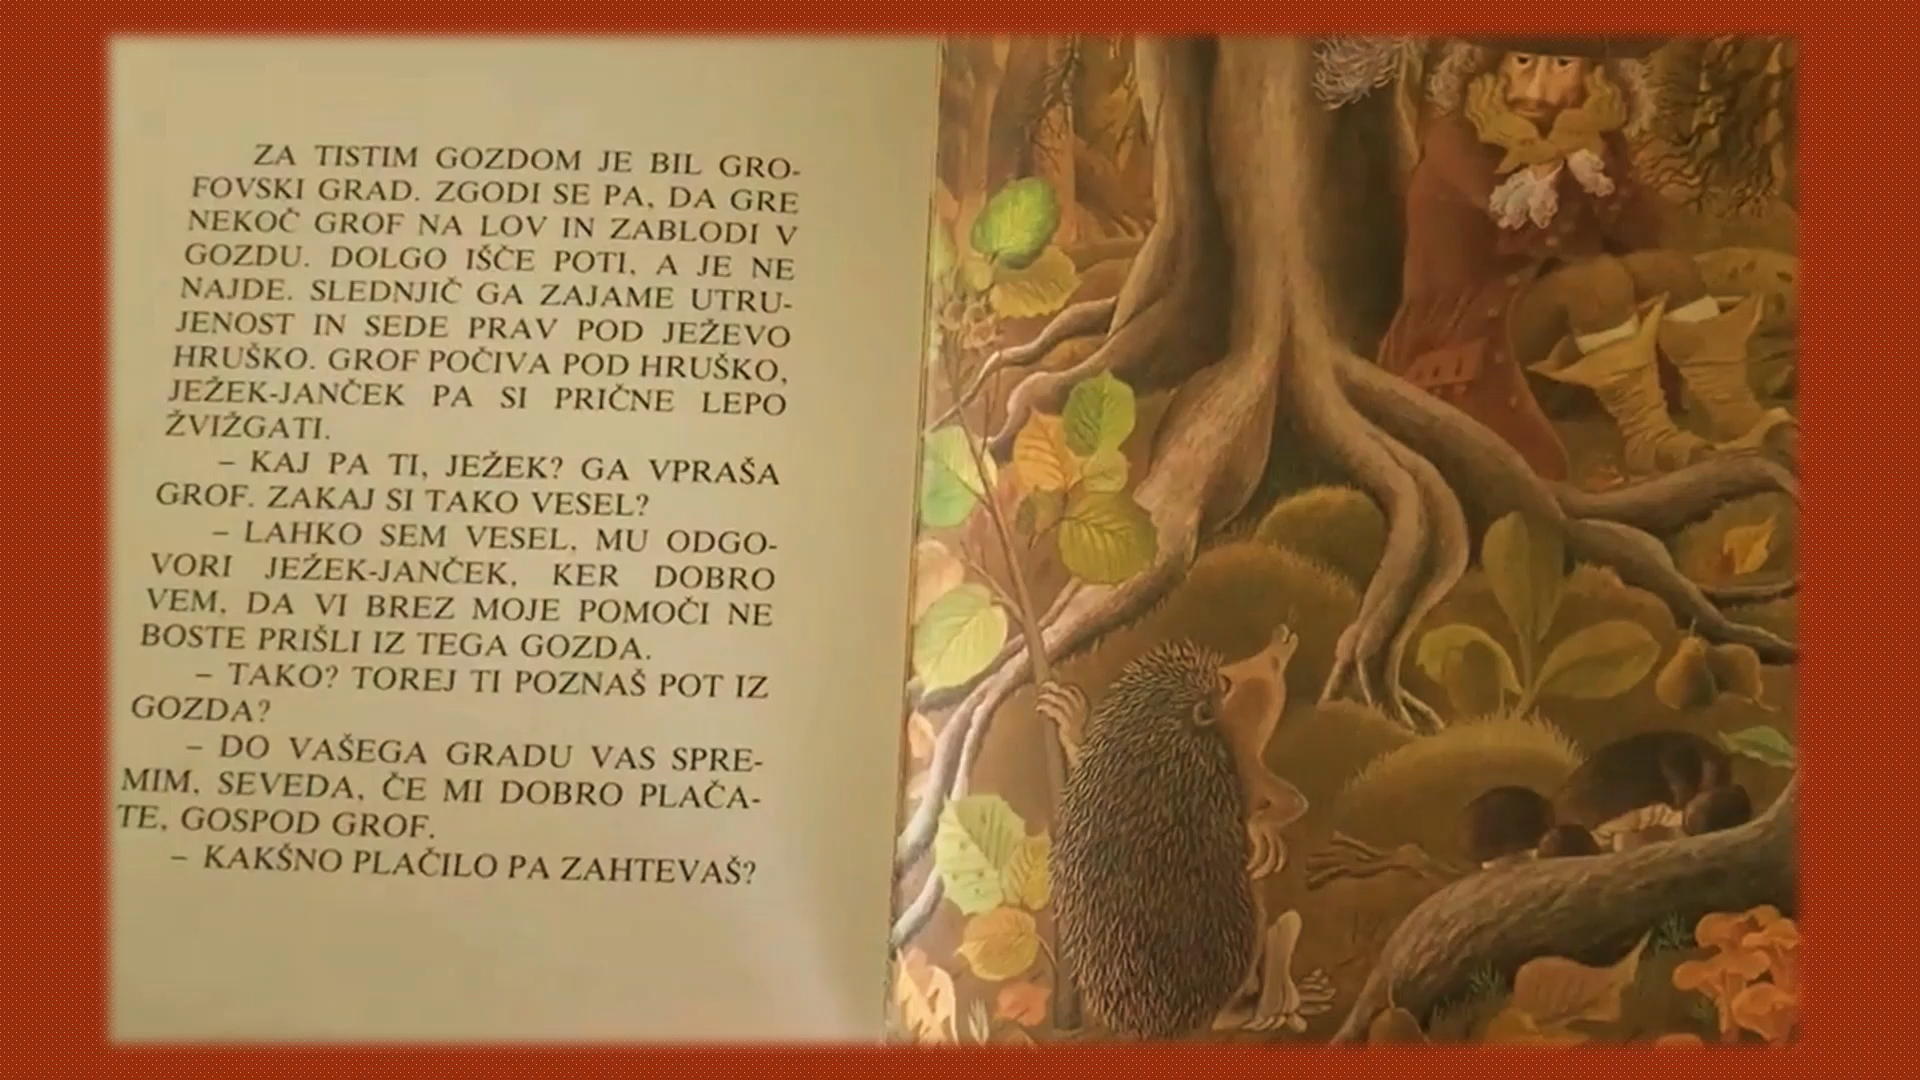 ZA TISTIM GOZDOM JE BIL GRO-
FOVSKI GRAD. ZGODI SE PA, DA GRE
NEKOČ GROF NA LOV IN ZABLODI V
GOZDU. DOLGO IŠČE POTI, A JE NE
NAJDE. SLEDNJIČ GA ZAJAME UTRU-
JENOST IN SEDE PRAV POD JEŽEVO
HRUŠKO. GROF POČIVA POD HRUŠKO,
JEŽEK-JANČEK PA SI PRIČNE LEPO
ŽVIŽGATI.
– KAJ PA TI, JEŽEK? GA VPRAŠA
GROF. ZAKAJ SI TAKO VESEL?
– LAHKO SEM VESEL, MU ODGO-
VORI JEŽEK-JANČEK, KER DOBRO
VEM, DA VI BREZ MOJE POMOČI NE
BOSTE PRIŠLI IZ TEGA GOZDA.
– TAKO? TOREJ TI POZNAŠ POT IZ
GOZDA?
– DO VAŠEGA GRADU VAS SPRE-
MIM, SEVEDA, ČE MI DOBRO PLAČA-
TE, GOSPOD GROF.
– KAKŠNO PLAČILO PA ZAHTEVAŠ?